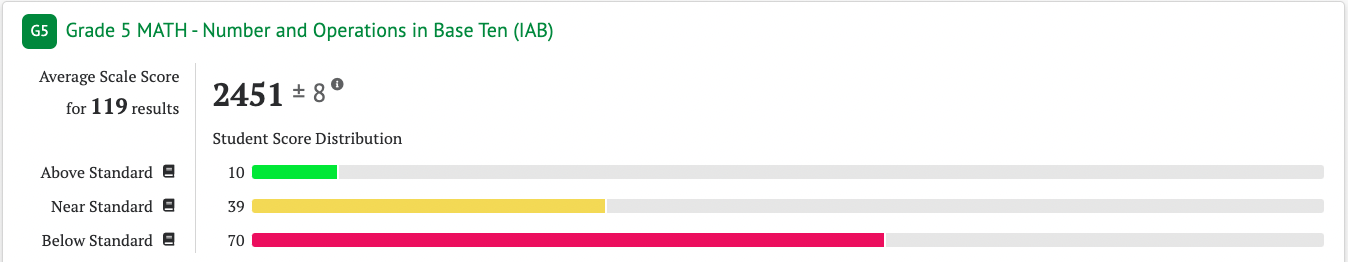 G5 Grade 5 MATH - Number and Operations in Base Ten (IAB)
Average Scale Score
for 119 results
2451 ± 8
Student Score Distribution
Above Standard 10
Near Standard 39
Below Standard 70